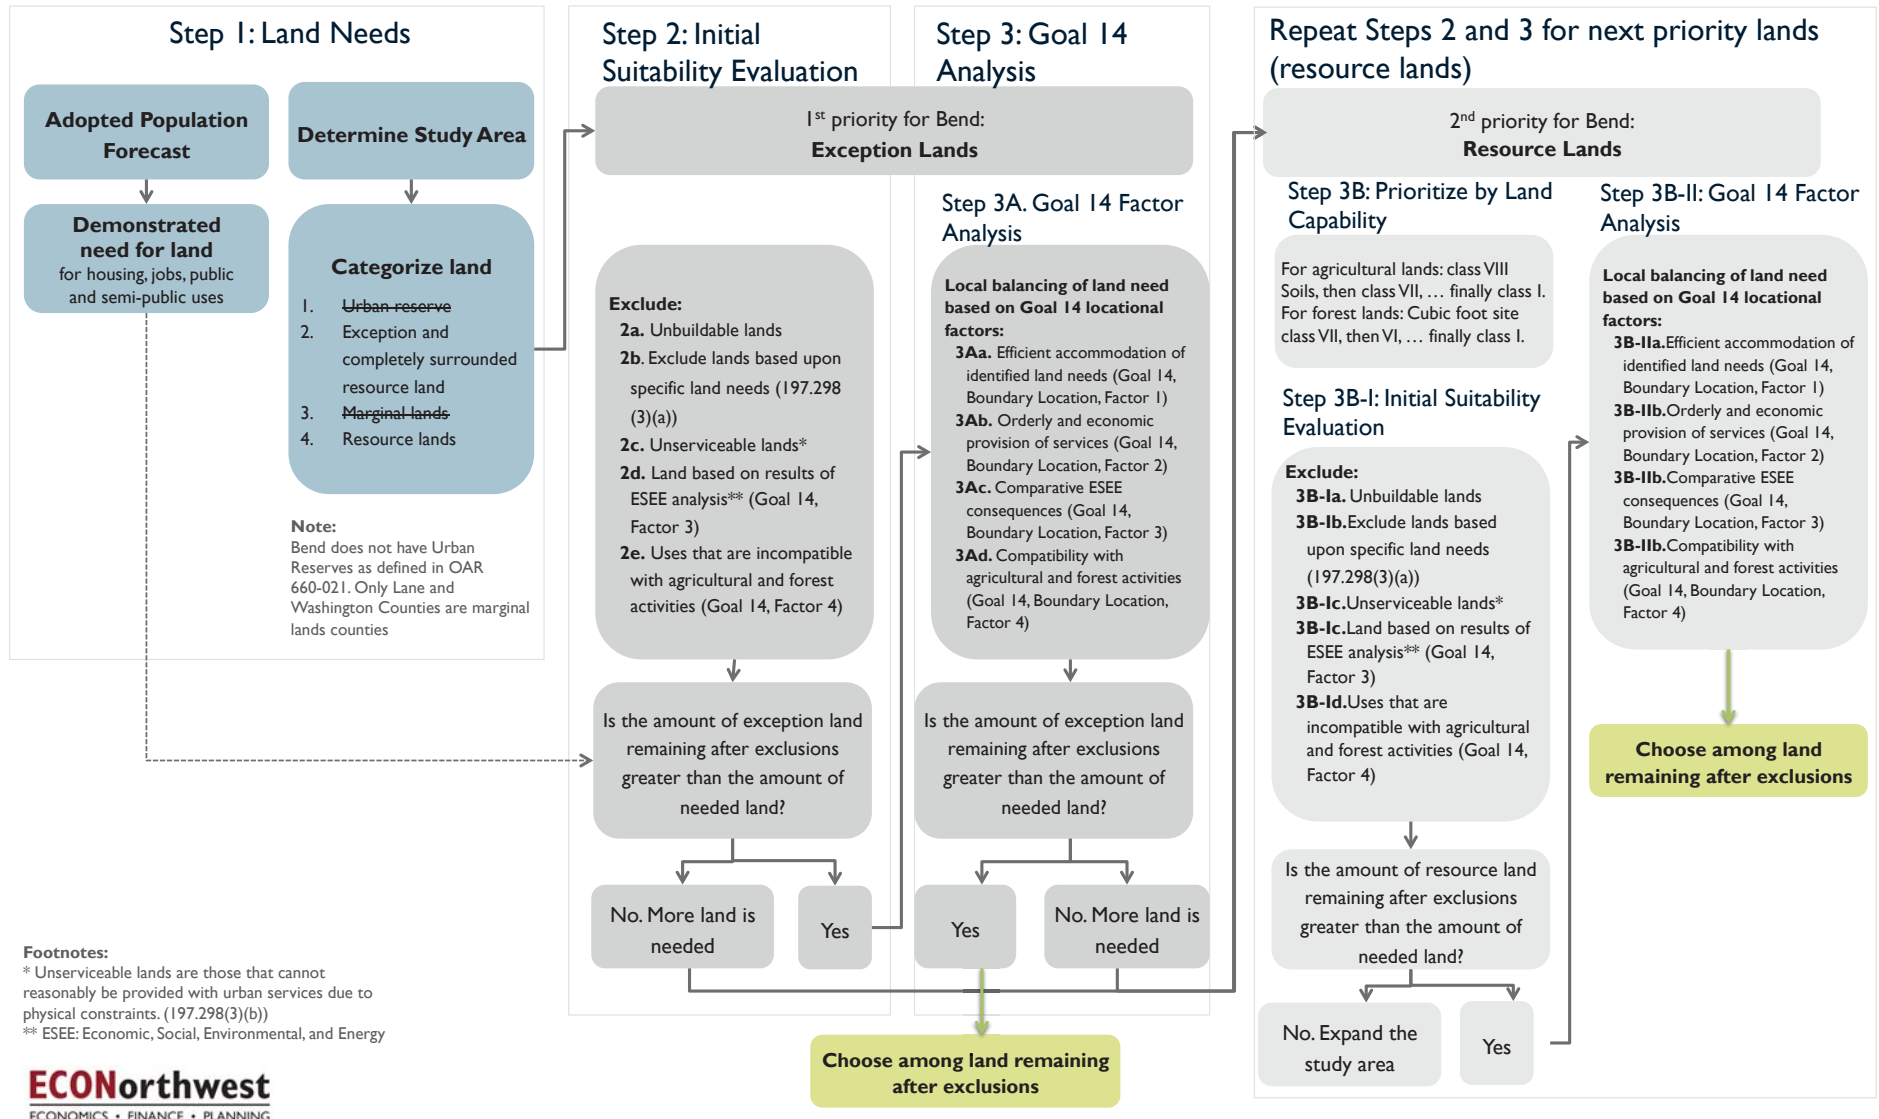 Step 1: Land Needs
Adopted Population
Forecast
Demonstrated
need for land
for housing, jobs, public
and semi-public uses
Determine Study Area
Categorize land
1. Urban reserve
2. Exception and
completely surrounded
resource land
3. Marginal lands
4. Resource lands
Note:
Bend does not have Urban
Reserves as defined in OAR
660-021. Only Lane and
Washington Counties are marginal
lands counties
Step 2: Initial
Suitability Evaluation
Step 3: Goal 14
Analysis
1st priority for Bend:
Exception Lands
Exclude:
2a. Unbuildable lands
2b. Exclude lands based upon
specific land needs (197.298
(3)(a))
2c. Unserviceable lands*
2d. Land based on results of
ESEE analysis** (Goal 14,
Factor 3)
2e. Uses that are incompatible
with agricultural and forest
activities (Goal 14, Factor 4)
Is the amount of exception land
remaining after exclusions
greater than the amount of
needed land?
No. More land is
needed
Yes
Step 3A. Goal 14 Factor
Analysis
Local balancing of land need
based on Goal 14 locational
factors:
3Aa. Efficient accommodation of
identified land needs (Goal 14,
Boundary Location, Factor 1)
3Ab. Orderly and economic
provision of services (Goal 14,
Boundary Location, Factor 2)
3Ac. Comparative ESEE
consequences (Goal 14,
Boundary Location, Factor 3)
3Ad. Compatibility with
agricultural and forest activities
(Goal 14, Boundary Location,
Factor 4)
Is the amount of exception land
remaining after exclusions
greater than the amount of
needed land?
Yes
No. More land is
needed
Choose among land remaining
after exclusions
Repeat Steps 2 and 3 for next priority lands
(resource lands)
2nd priority for Bend:
Resource Lands
Step 3B: Prioritize by Land
Capability
For agricultural lands: class VIII
Soils, then class VII, … finally class I.
For forest lands: Cubic foot site
class VII, then VI, … finally class I.
Step 3B-I: Initial Suitability
Evaluation
Exclude:
3B-Ia. Unbuildable lands
3B-Ib.Exclude lands based
upon specific land needs
(197.298(3)(a))
3B-Ic.Unserviceable lands*
3B-Ic.Land based on results of
ESEE analysis** (Goal 14,
Factor 3)
3B-Id.Uses that are
incompatible with agricultural
and forest activities (Goal 14,
Factor 4)
Is the amount of resource land
remaining after exclusions
greater than the amount of
needed land?
No. Expand the
study area
Yes
Step 3B-II: Goal 14 Factor
Analysis
Local balancing of land need
based on Goal 14 locational
factors:
3B-IIa.Efficient accommodation of
identified land needs (Goal 14,
Boundary Location, Factor 1)
3B-IIb.Orderly and economic
provision of services (Goal 14,
Boundary Location, Factor 2)
3B-IIb.Comparative ESEE
consequences (Goal 14,
Boundary Location, Factor 3)
3B-IIb.Compatibility with
agricultural and forest activities
(Goal 14, Boundary Location,
Factor 4)
Choose among land
remaining after exclusions
Footnotes:
* Unserviceable lands are those that cannot
reasonably be provided with urban services due to
physical constraints. (197.298(3)(b))
** ESEE: Economic, Social, Environmental, and Energy
ECONorthwest
ECONOMICS • FINANCE • PLANNING